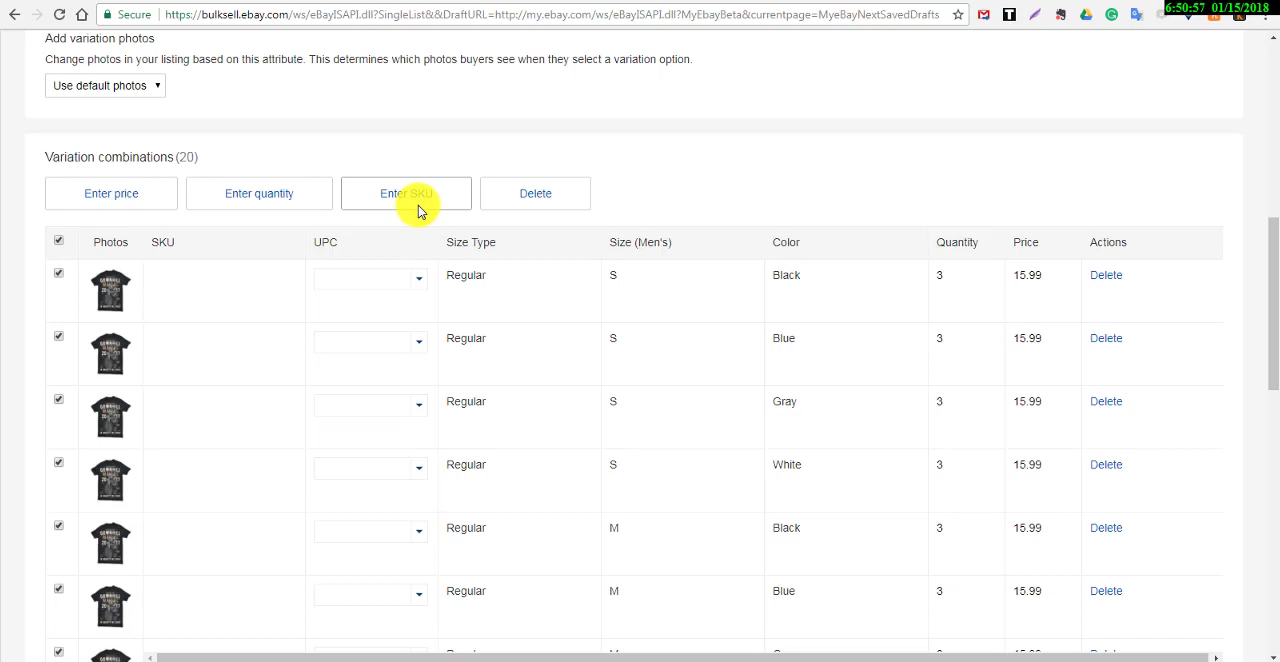 Secure https://bulksell.ebay.com/ws/eBayISAPI.dll?SingleList&&DraftURL=http://my.ebay.com/ws/eBayISAPI.dll?MyEbayBeta&currentpage=MyeBayNextSavedDrafts
6:50:57 01/15/2018
Add variation photos
Change photos in your listing based on this attribute. This determines which photos buyers see when they select a variation option.
Use default photos
Variation combinations (20)
Enter price Enter quantity Enter SKU Delete
Photos SKU UPC Size Type Size (Men's) Color Quantity Price Actions
Regular S Black 3 15.99 Delete
Regular S Blue 3 15.99 Delete
Regular S Gray 3 15.99 Delete
Regular S White 3 15.99 Delete
Regular M Black 3 15.99 Delete
Regular M Blue 3 15.99 Delete